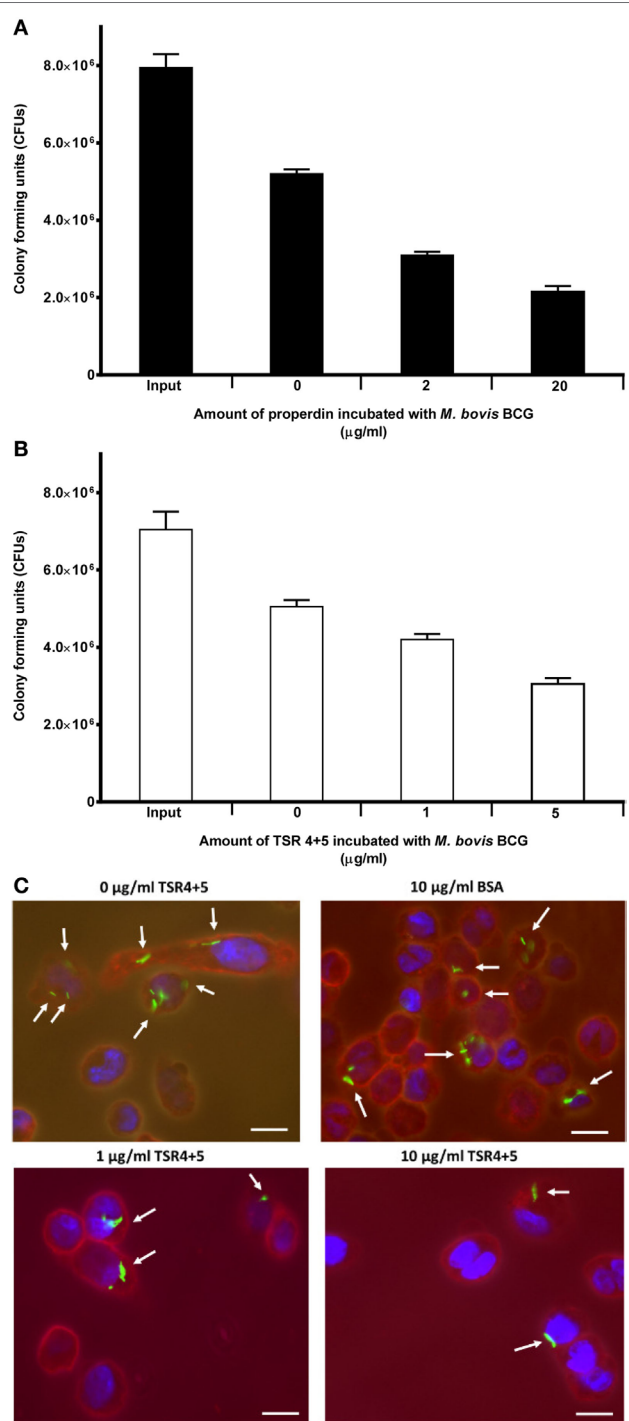 A
8.0×10⁶
6.0×10⁶
4.0×10⁶
2.0×10⁶
0
Colony forming units (CFUs)
Input 0 2 20
Amount of properdin incubated with M. bovis BCG
(μg/ml)
B
8.0×10⁶
6.0×10⁶
4.0×10⁶
2.0×10⁶
0
Colony forming units (CFUs)
Input 0 1 5
Amount of TSR 4+5 incubated with M. bovis BCG
(μg/ml)
C
0 μg/ml TSR4+5
10 μg/ml BSA
1 μg/ml TSR4+5
10 μg/ml TSR4+5